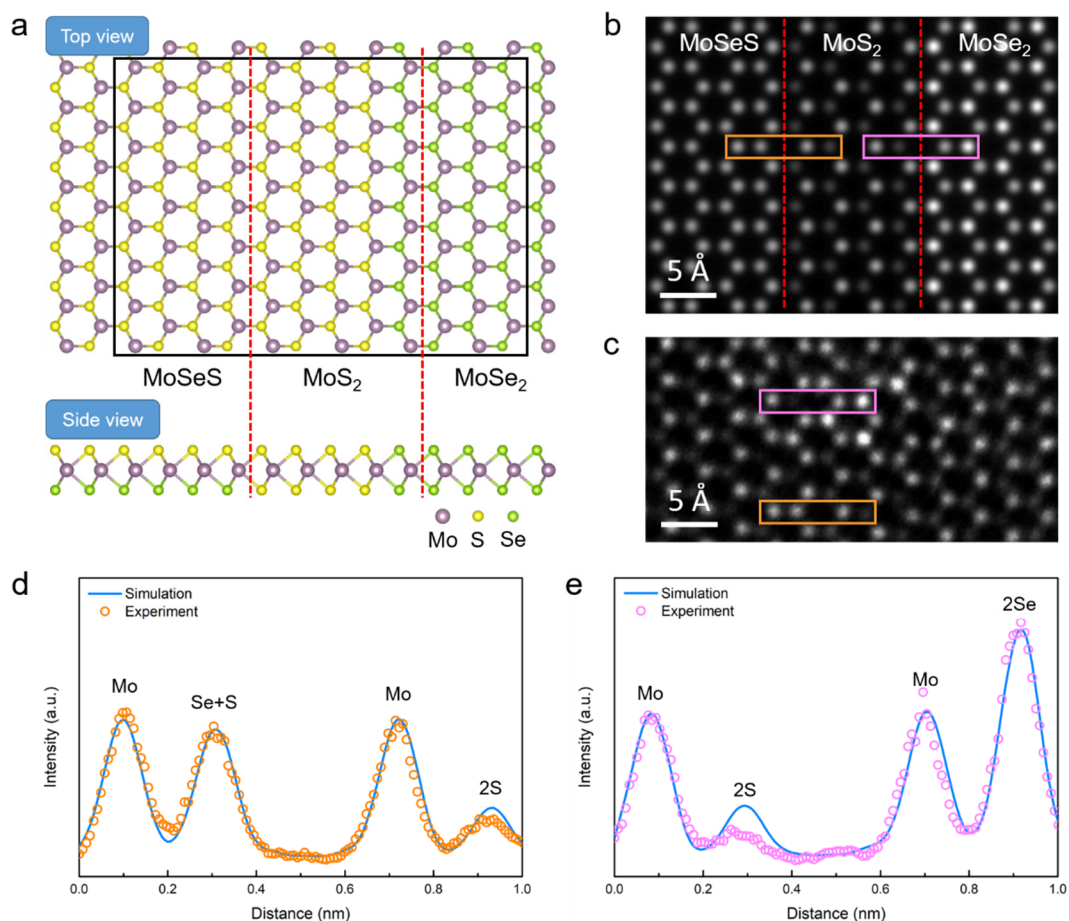 a
Top view
MoSeS
MoS₂
MoSe₂
Side view
Mo
S
Se
b
MoSeS
MoS₂
MoSe₂
5 Å
c
5 Å
d
Simulation
Experiment
Mo
Se+S
Mo
2S
Intensity (a.u.)
0.0 0.2 0.4 0.6 0.8 1.0
Distance (nm)
e
Simulation
Experiment
Mo
2S
Mo
2Se
Intensity (a.u.)
0.0 0.2 0.4 0.6 0.8 1.0
Distance (nm)